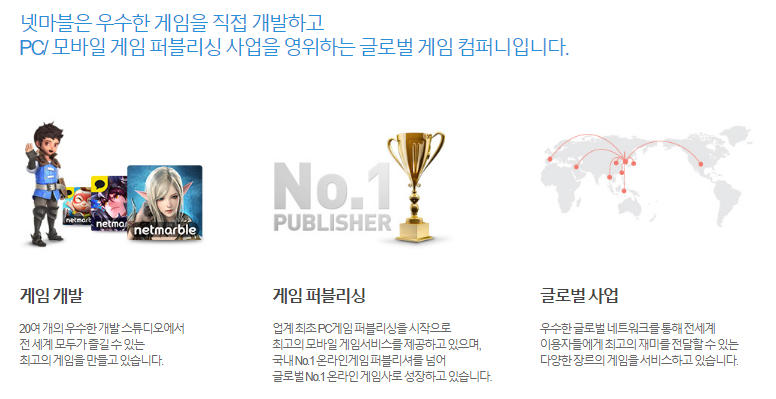 넷마블은 우수한 게임을 직접 개발하고
PC/ 모바일 게임 퍼블리싱 사업을 영위하는 글로벌 게임 컴퍼니입니다.
netmarble
netmarble
netmarble
No.1
PUBLISHER
게임 개발
20여 개의 우수한 개발 스튜디오에서
전 세계 모두가 즐길 수 있는
최고의 게임을 만들고 있습니다.
게임 퍼블리싱
업계 최초 PC게임 퍼블리싱을 시작으로
최고의 모바일 게임서비스를 제공하고 있으며,
국내 No.1 온라인게임 퍼블리셔를 넘어
글로벌 No.1 온라인 게임사로 성장하고 있습니다.
글로벌 사업
우수한 글로벌 네트워크를 통해 전세계
이용자들에게 최고의 재미를 전달할 수 있는
다양한 장르의 게임을 서비스하고 있습니다.